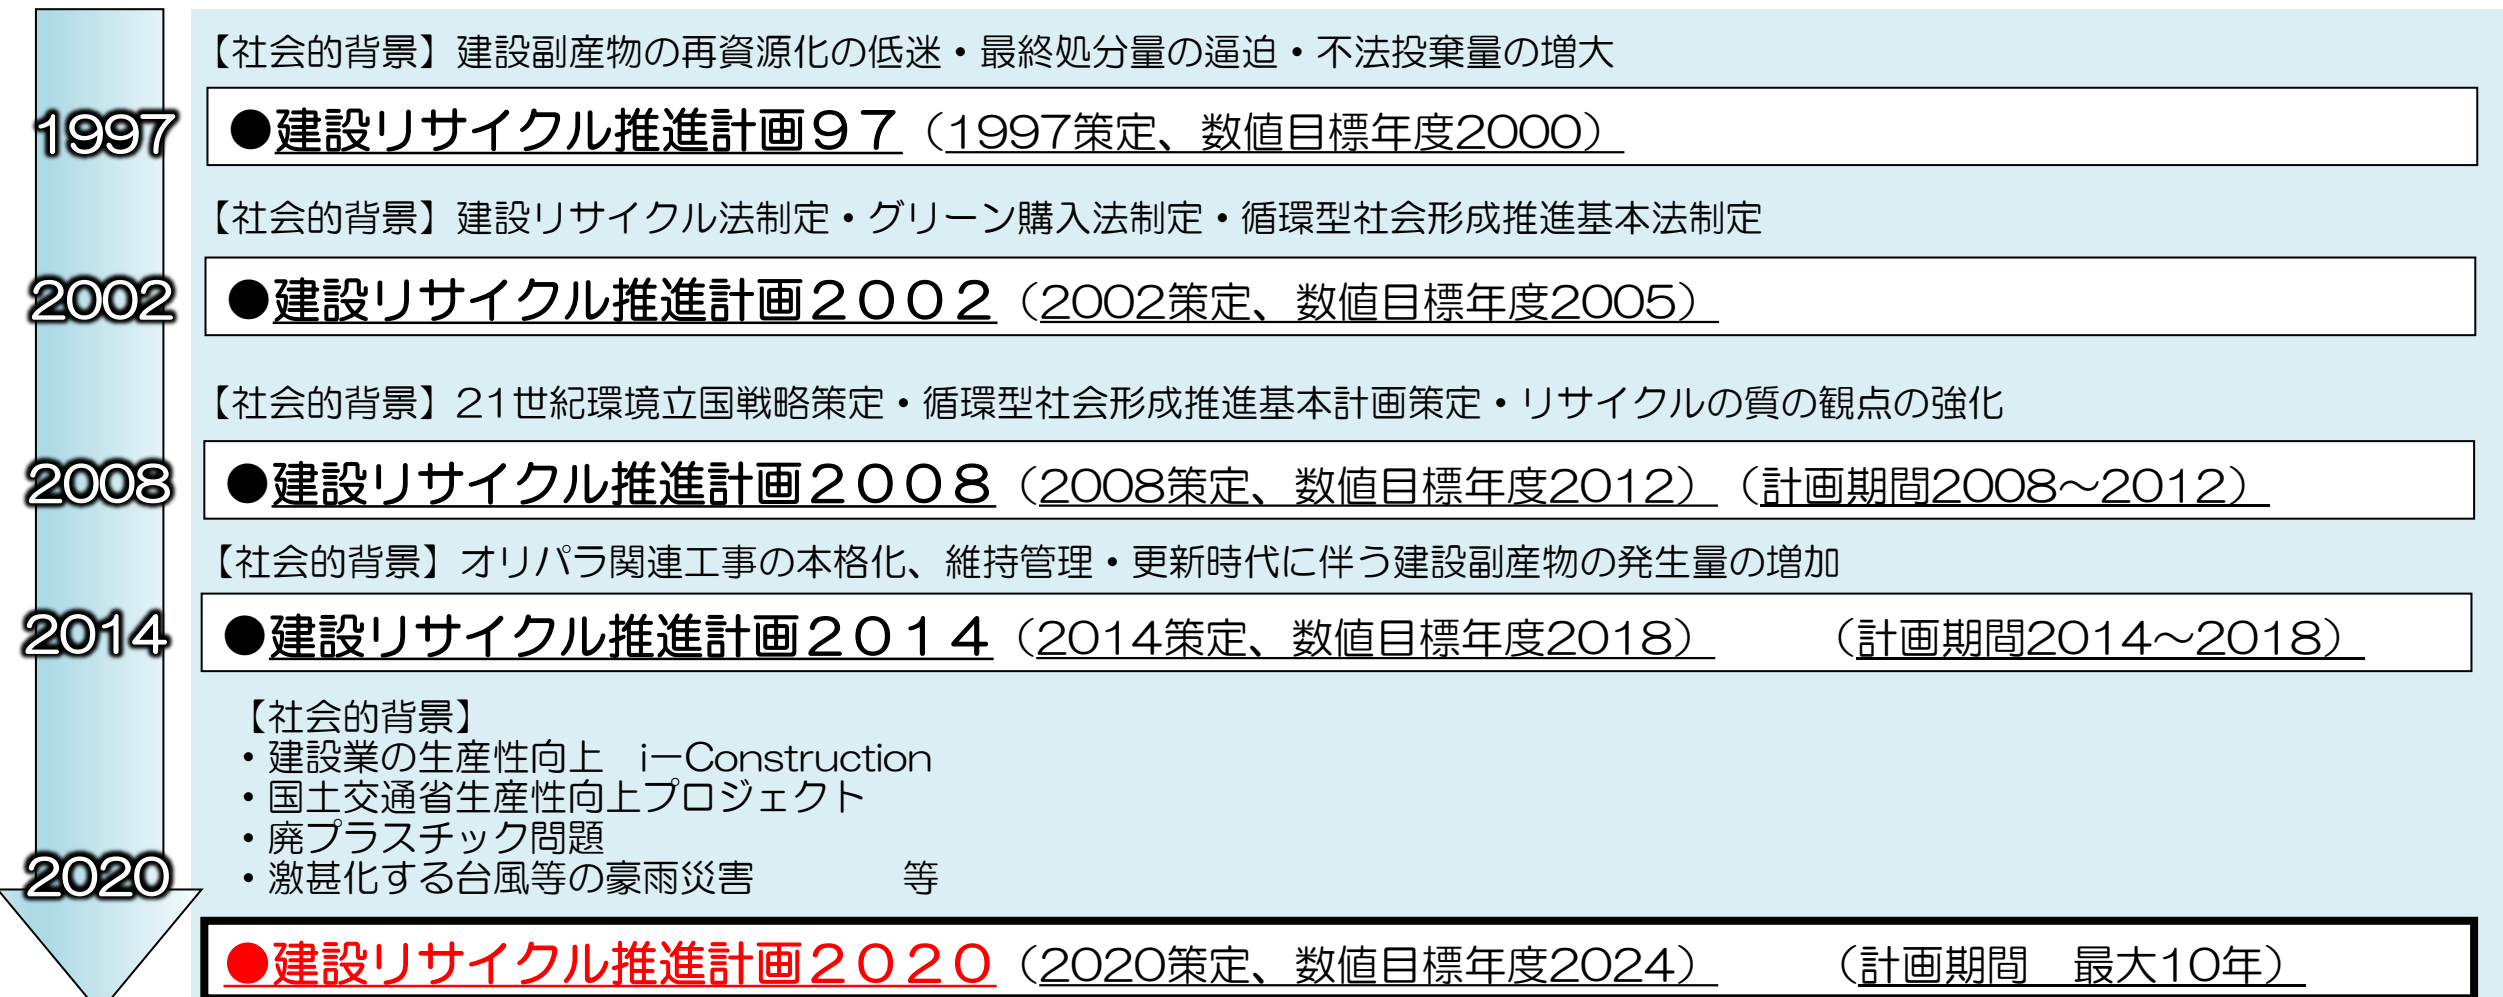 【社会的背景】建設副産物の再資源化の低迷・最終処分量の逼迫・不法投棄量の増大
1997
●建設リサイクル推進計画97（1997策定、数値目標年度2000）
【社会的背景】建設リサイクル法制定・グリーン購入法制定・循環型社会形成推進基本法制定
2002
●建設リサイクル推進計画２００２（2002策定、数値目標年度2005）
【社会的背景】21世紀環境立国戦略策定・循環型社会形成推進基本計画策定・リサイクルの質の観点の強化
2008
●建設リサイクル推進計画２００８（2008策定、数値目標年度2012）（計画期間2008～2012）
【社会的背景】オリパラ関連工事の本格化、維持管理・更新時代に伴う建設副産物の発生量の増加
2014
●建設リサイクル推進計画２０１４（2014策定、数値目標年度2018）　（計画期間2014～2018）
【社会的背景】
・建設業の生産性向上　i－Construction
・国土交通省生産性向上プロジェクト
・廃プラスチック問題
・激甚化する台風等の豪雨災害　　　　等
2020
●建設リサイクル推進計画２０２０（2020策定、数値目標年度2024）　（計画期間　最大10年）